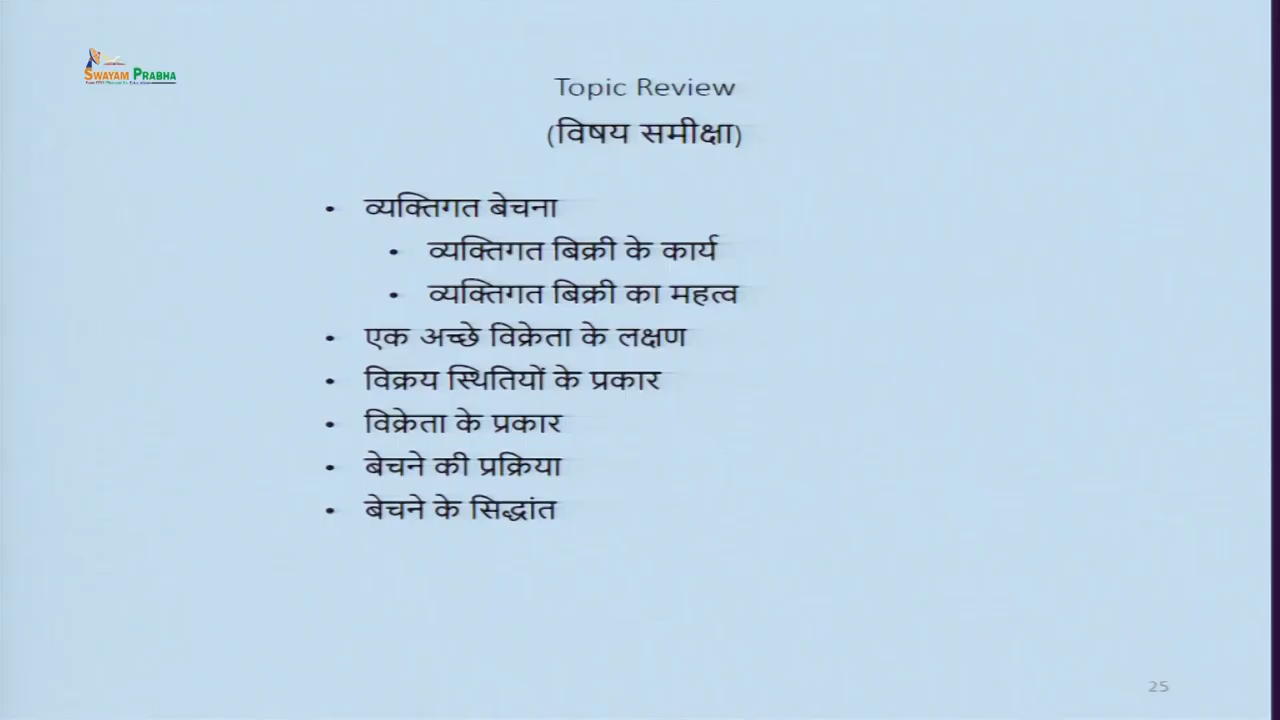 SWAYAM PRABHA
Topic Review
(विषय समीक्षा)
• व्यक्तिगत बेचना
• व्यक्तिगत बिक्री के कार्य
• व्यक्तिगत बिक्री का महत्व
• एक अच्छे विक्रेता के लक्षण
• विक्रय स्थितियों के प्रकार
• विक्रेता के प्रकार
• बेचने की प्रक्रिया
• बेचने के सिद्धांत
25